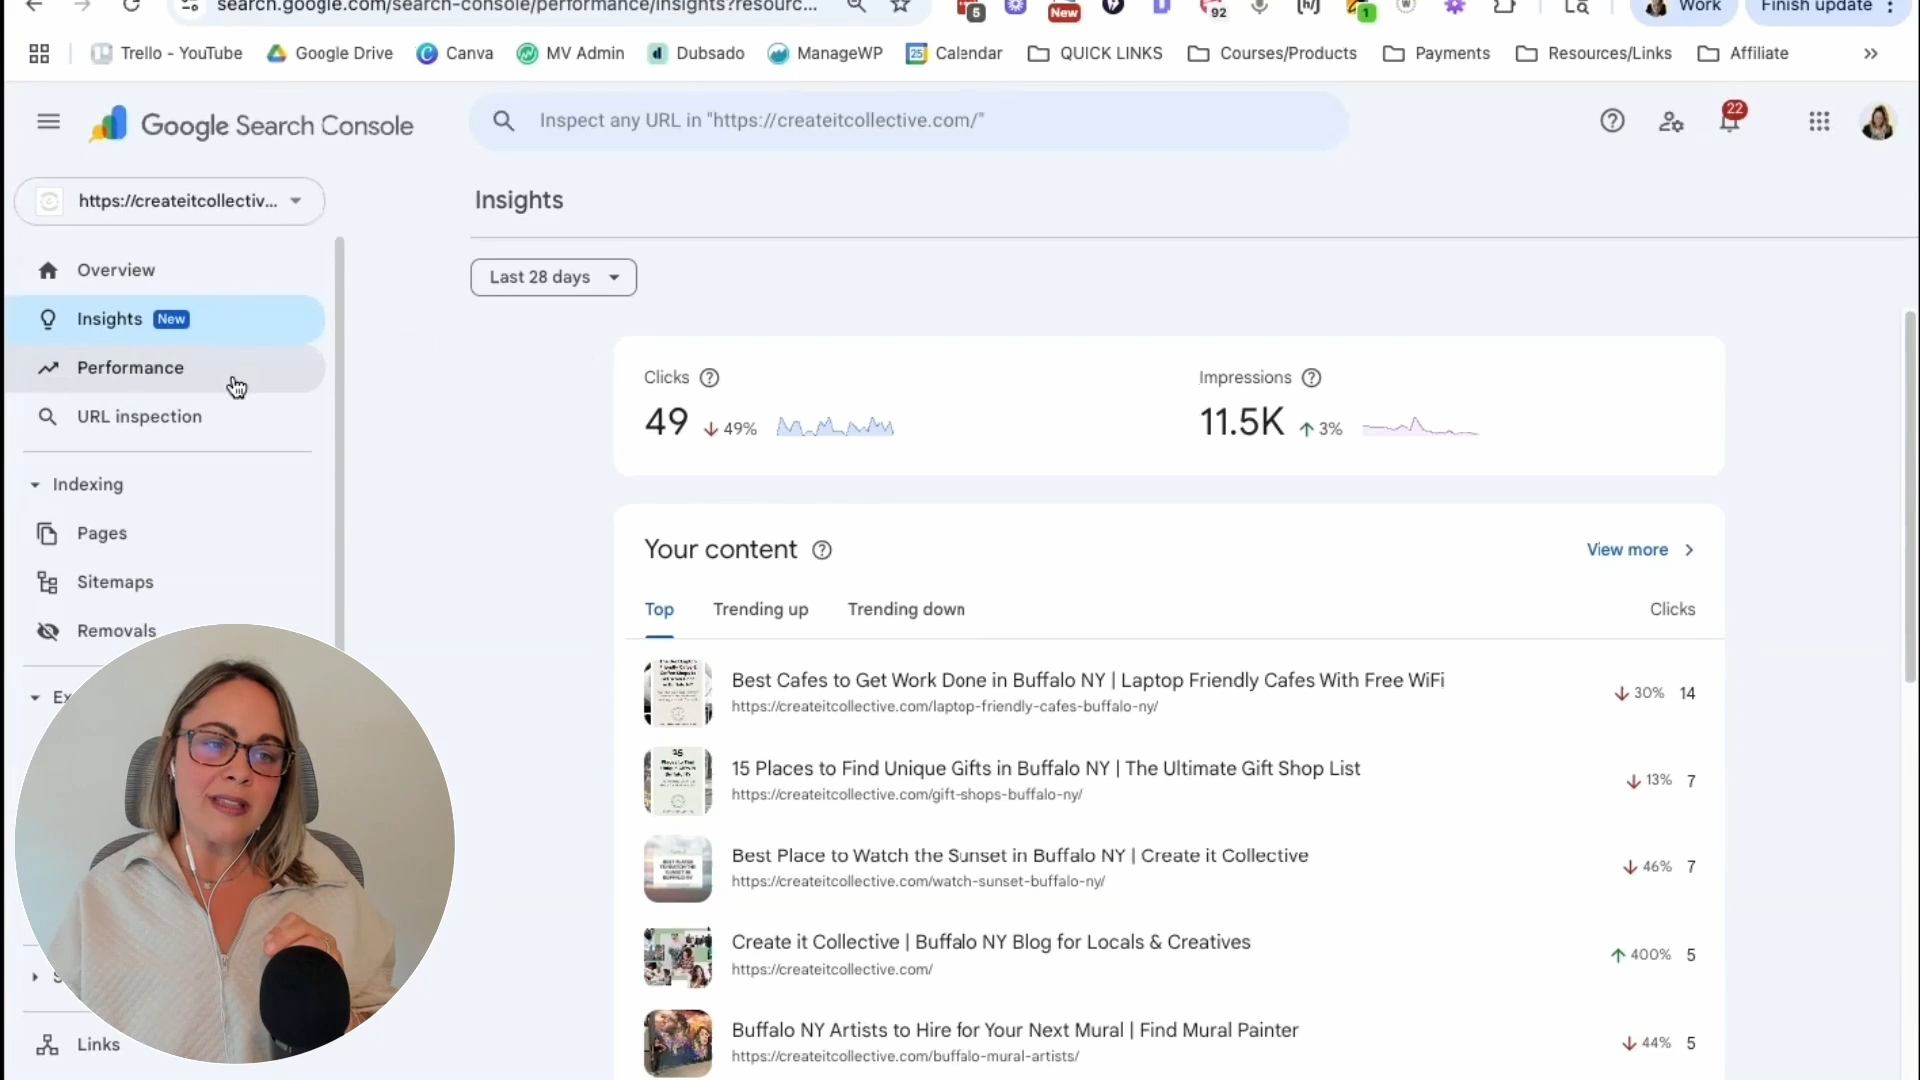 search.google.com/search-console/performance/insights?resourc...
5
New
92
1
Work
Finish update
Trello - YouTube
Google Drive
Canva
MV Admin
Dubsado
ManageWP
25
Calendar
QUICK LINKS
Courses/Products
Payments
Resources/Links
Affiliate
»
Google Search Console
Inspect any URL in "https://createitcollective.com/"
22
https://createitcollectiv...
Insights
Overview
Insights New
Performance
URL inspection
Indexing
Pages
Sitemaps
Removals
Ex
Links
Last 28 days
Clicks
49 49%
Impressions
11.5K 3%
Your content
View more
Top Trending up Trending down Clicks
Best Cafes to Get Work Done in Buffalo NY | Laptop Friendly Cafes With Free WiFi
https://createitcollective.com/laptop-friendly-cafes-buffalo-ny/
30% 14
15 Places to Find Unique Gifts in Buffalo NY | The Ultimate Gift Shop List
https://createitcollective.com/gift-shops-buffalo-ny/
13% 7
Best Place to Watch the Sunset in Buffalo NY | Create it Collective
https://createitcollective.com/watch-sunset-buffalo-ny/
46% 7
Create it Collective | Buffalo NY Blog for Locals & Creatives
https://createitcollective.com/
400% 5
Buffalo NY Artists to Hire for Your Next Mural | Find Mural Painter
https://createitcollective.com/buffalo-mural-artists/
44% 5